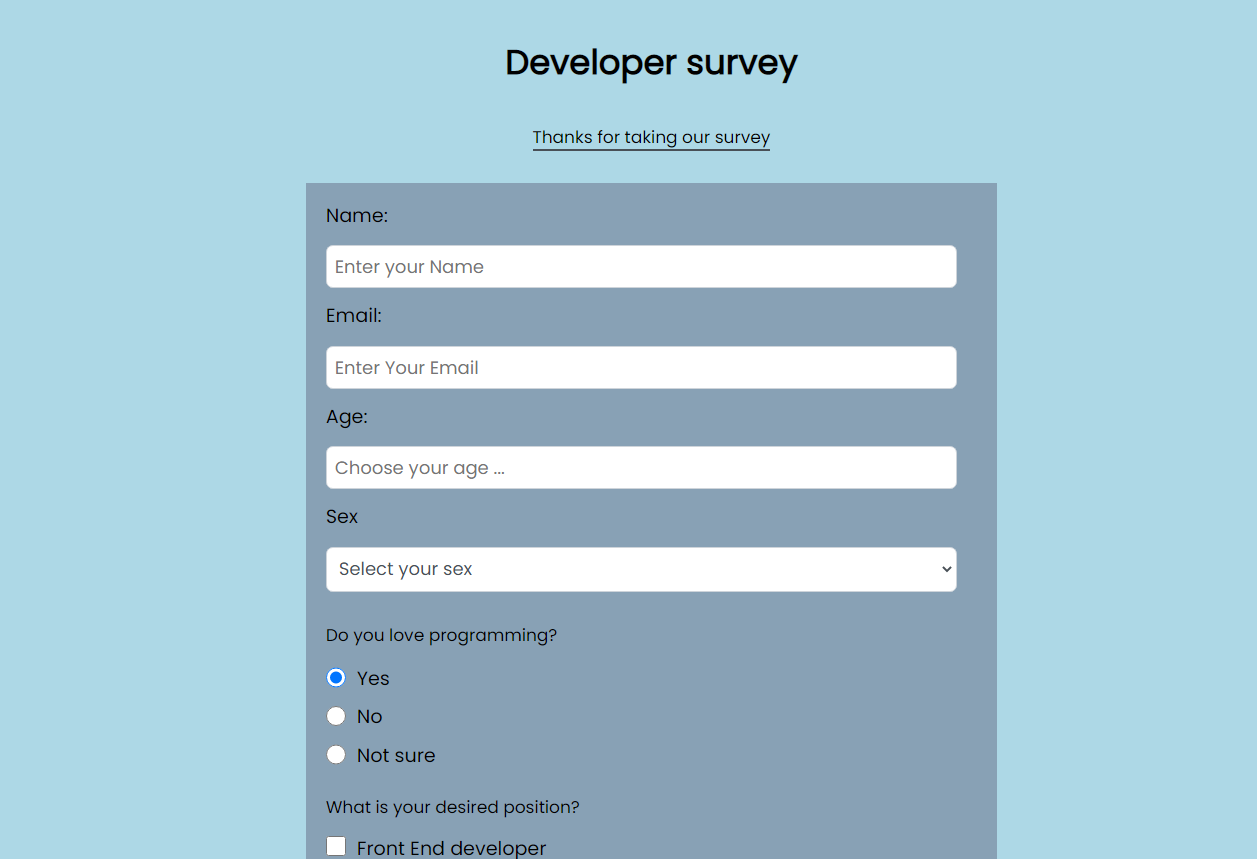 Developer survey
Thanks for taking our survey
Name:
Enter your Name
Email:
Enter Your Email
Age:
Choose your age ...
Sex
Select your sex
Do you love programming?
Yes
No
Not sure
What is your desired position?
Front End developer